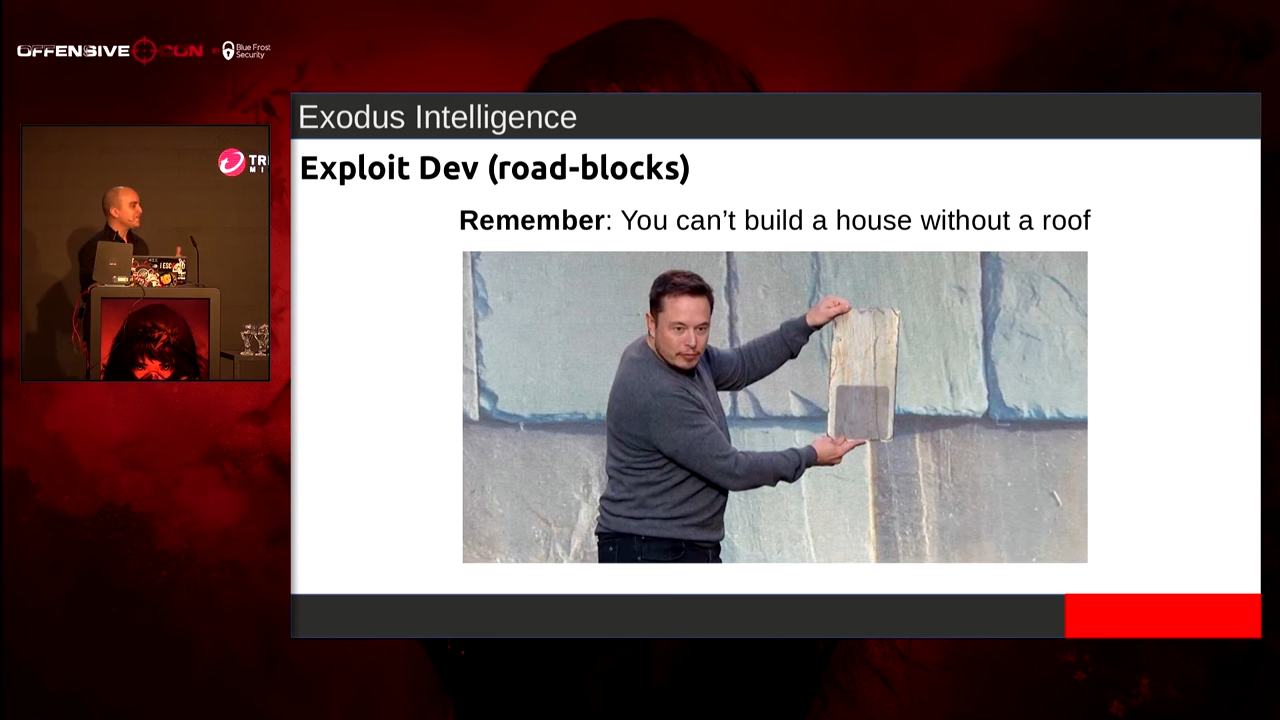 OFFENSIVE CON
Blue Frost
Security
Exodus Intelligence
Exploit Dev (road-blocks)
Remember: You can’t build a house without a roof